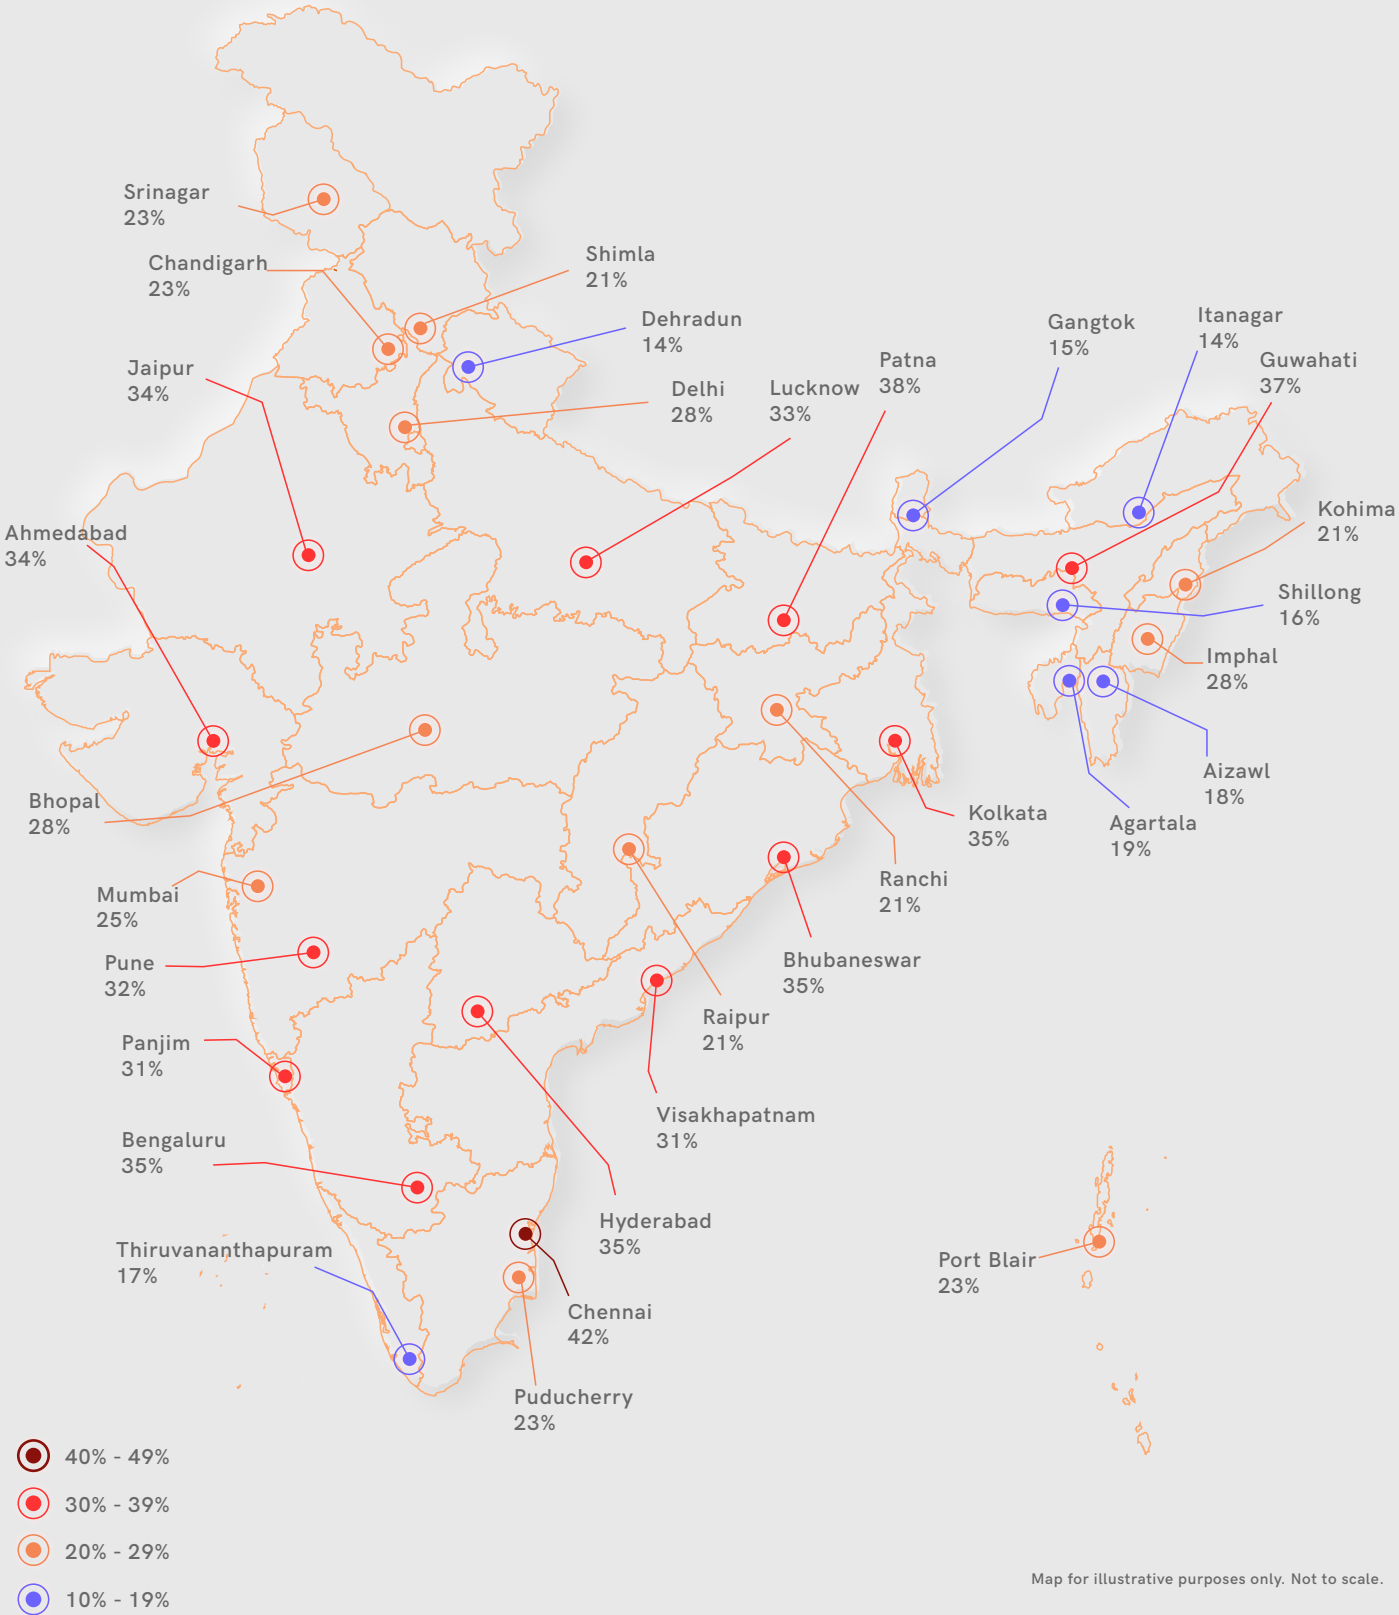 Srinagar
23%
Chandigarh
23%
Shimla
21%
Dehradun
14%
Gangtok
15%
Itanagar
14%
Jaipur
34%
Delhi
28%
Lucknow
33%
Patna
38%
Guwahati
37%
Ahmedabad
34%
Kohima
21%
Shillong
16%
Imphal
28%
Aizawl
18%
Agartala
19%
Bhopal
28%
Kolkata
35%
Ranchi
21%
Mumbai
25%
Bhubaneswar
35%
Pune
32%
Raipur
21%
Panjim
31%
Visakhapatnam
31%
Bengaluru
35%
Hyderabad
35%
Thiruvananthapuram
17%
Port Blair
23%
Chennai
42%
Puducherry
23%
40% - 49%
30% - 39%
20% - 29%
10% - 19%
Map for illustrative purposes only. Not to scale.